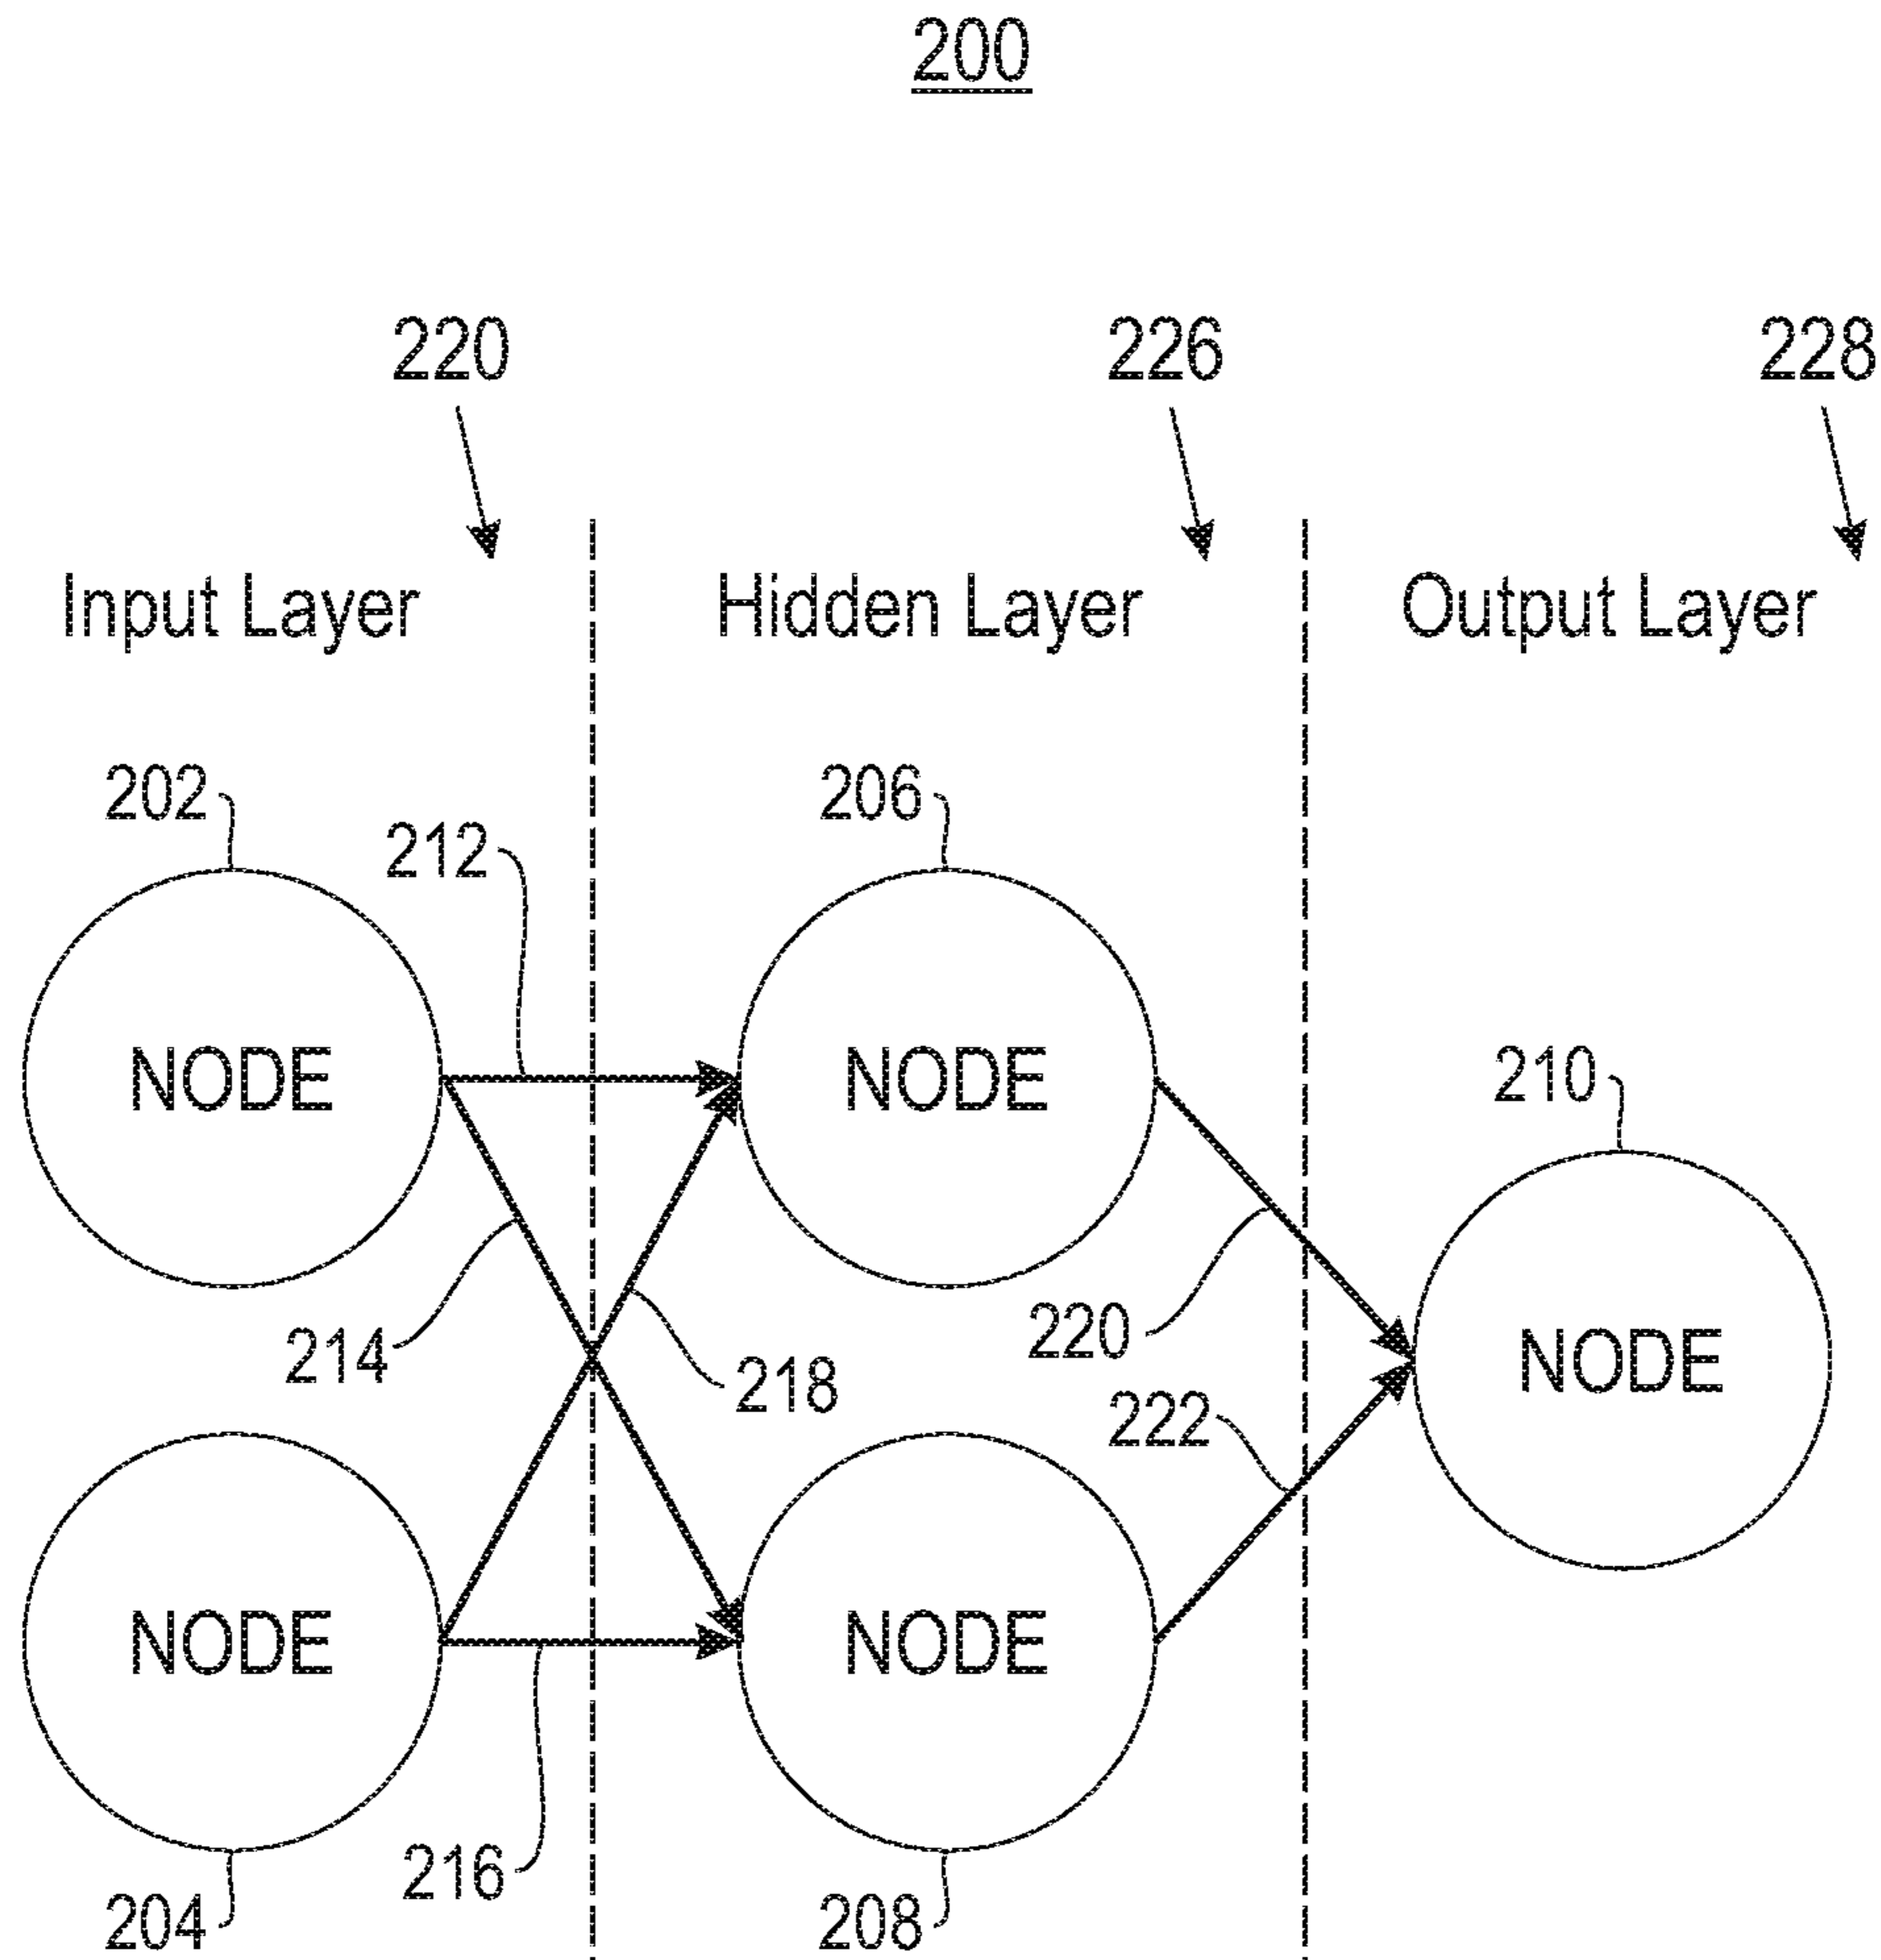 200
220
226
228
Input Layer
Hidden Layer
Output Layer
202
206
212
NODE
NODE
210
214
218
220
NODE
222
NODE
NODE
216
204
208